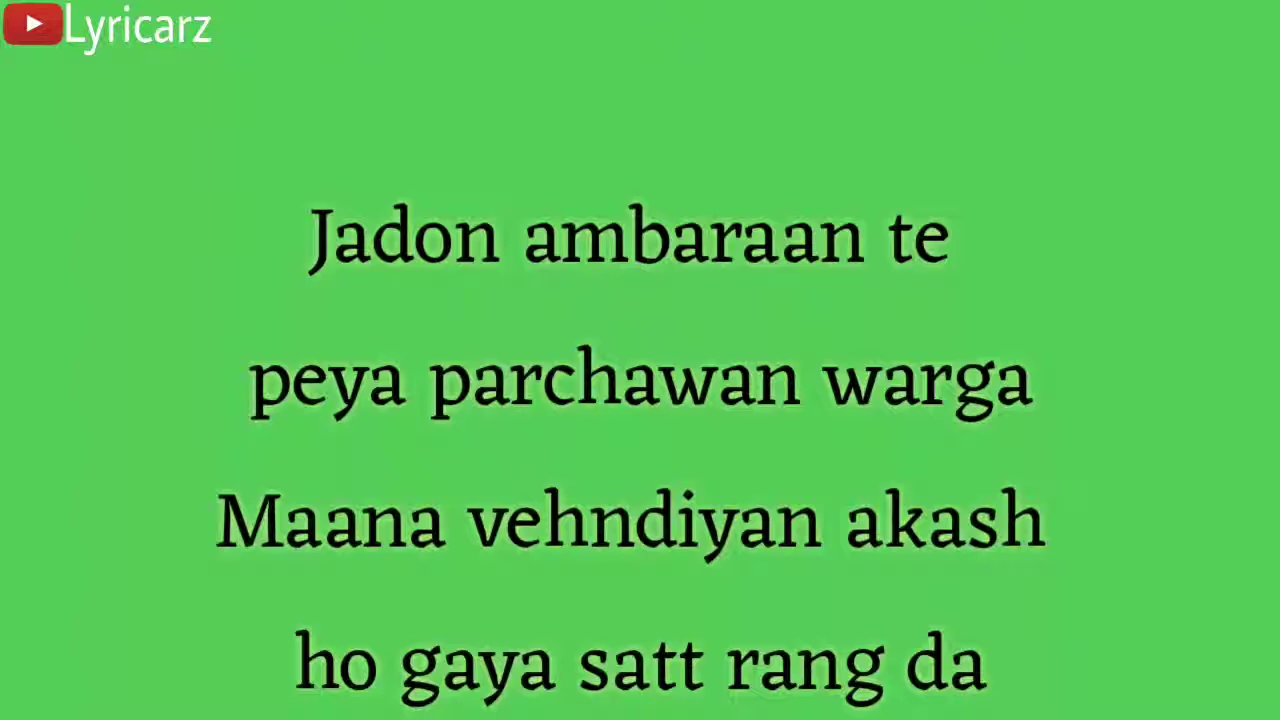 Lyricarz
Jadon ambaraan te
peya parchawan warga
Maana vehndiyan akash
ho gaya satt rang da